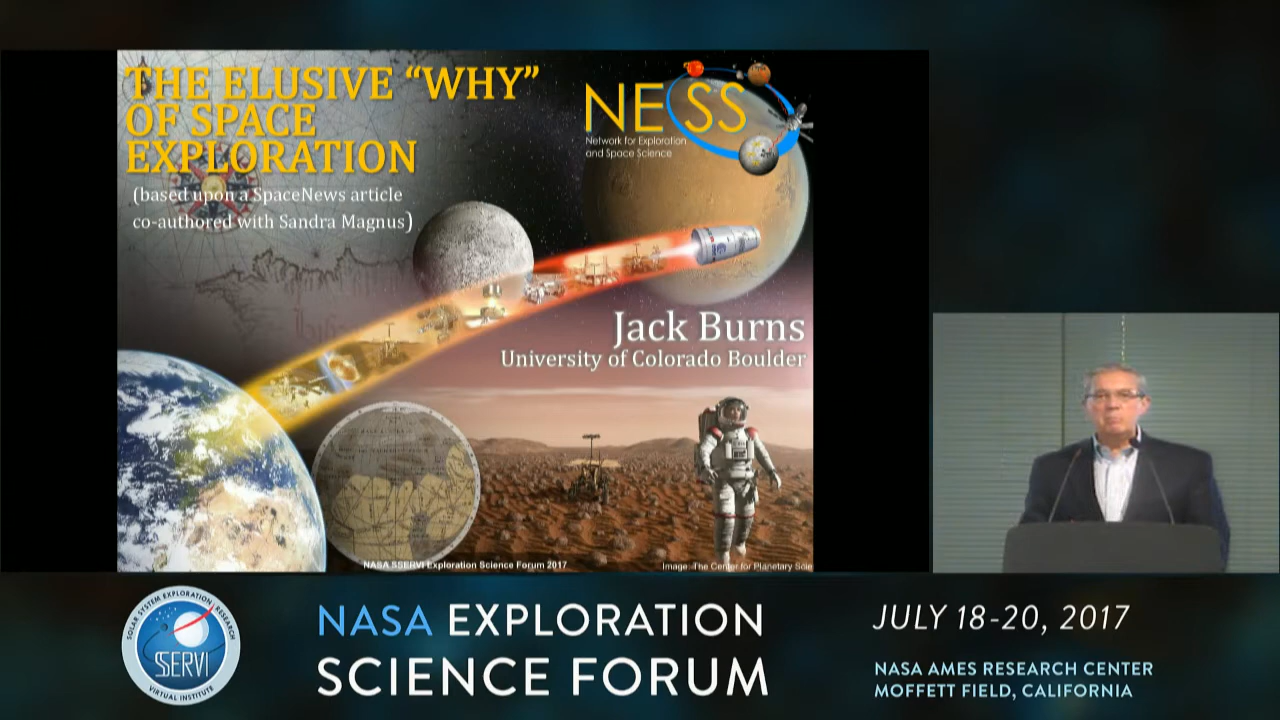 THE ELUSIVE “WHY”
OF SPACE
EXPLORATION
(based upon a SpaceNews article
co-authored with Sandra Magnus)
NESS
Network for Exploration
and Space Science
Jack Burns
University of Colorado Boulder
NASA SSERVI Exploration Science Forum 2017
Image: The Center for Planetary Scie
SOLAR SYSTEM EXPLORATION RESEARCH
SSERVI
VIRTUAL INSTITUTE
NASA EXPLORATION
SCIENCE FORUM
JULY 18-20, 2017
NASA AMES RESEARCH CENTER
MOFFETT FIELD, CALIFORNIA